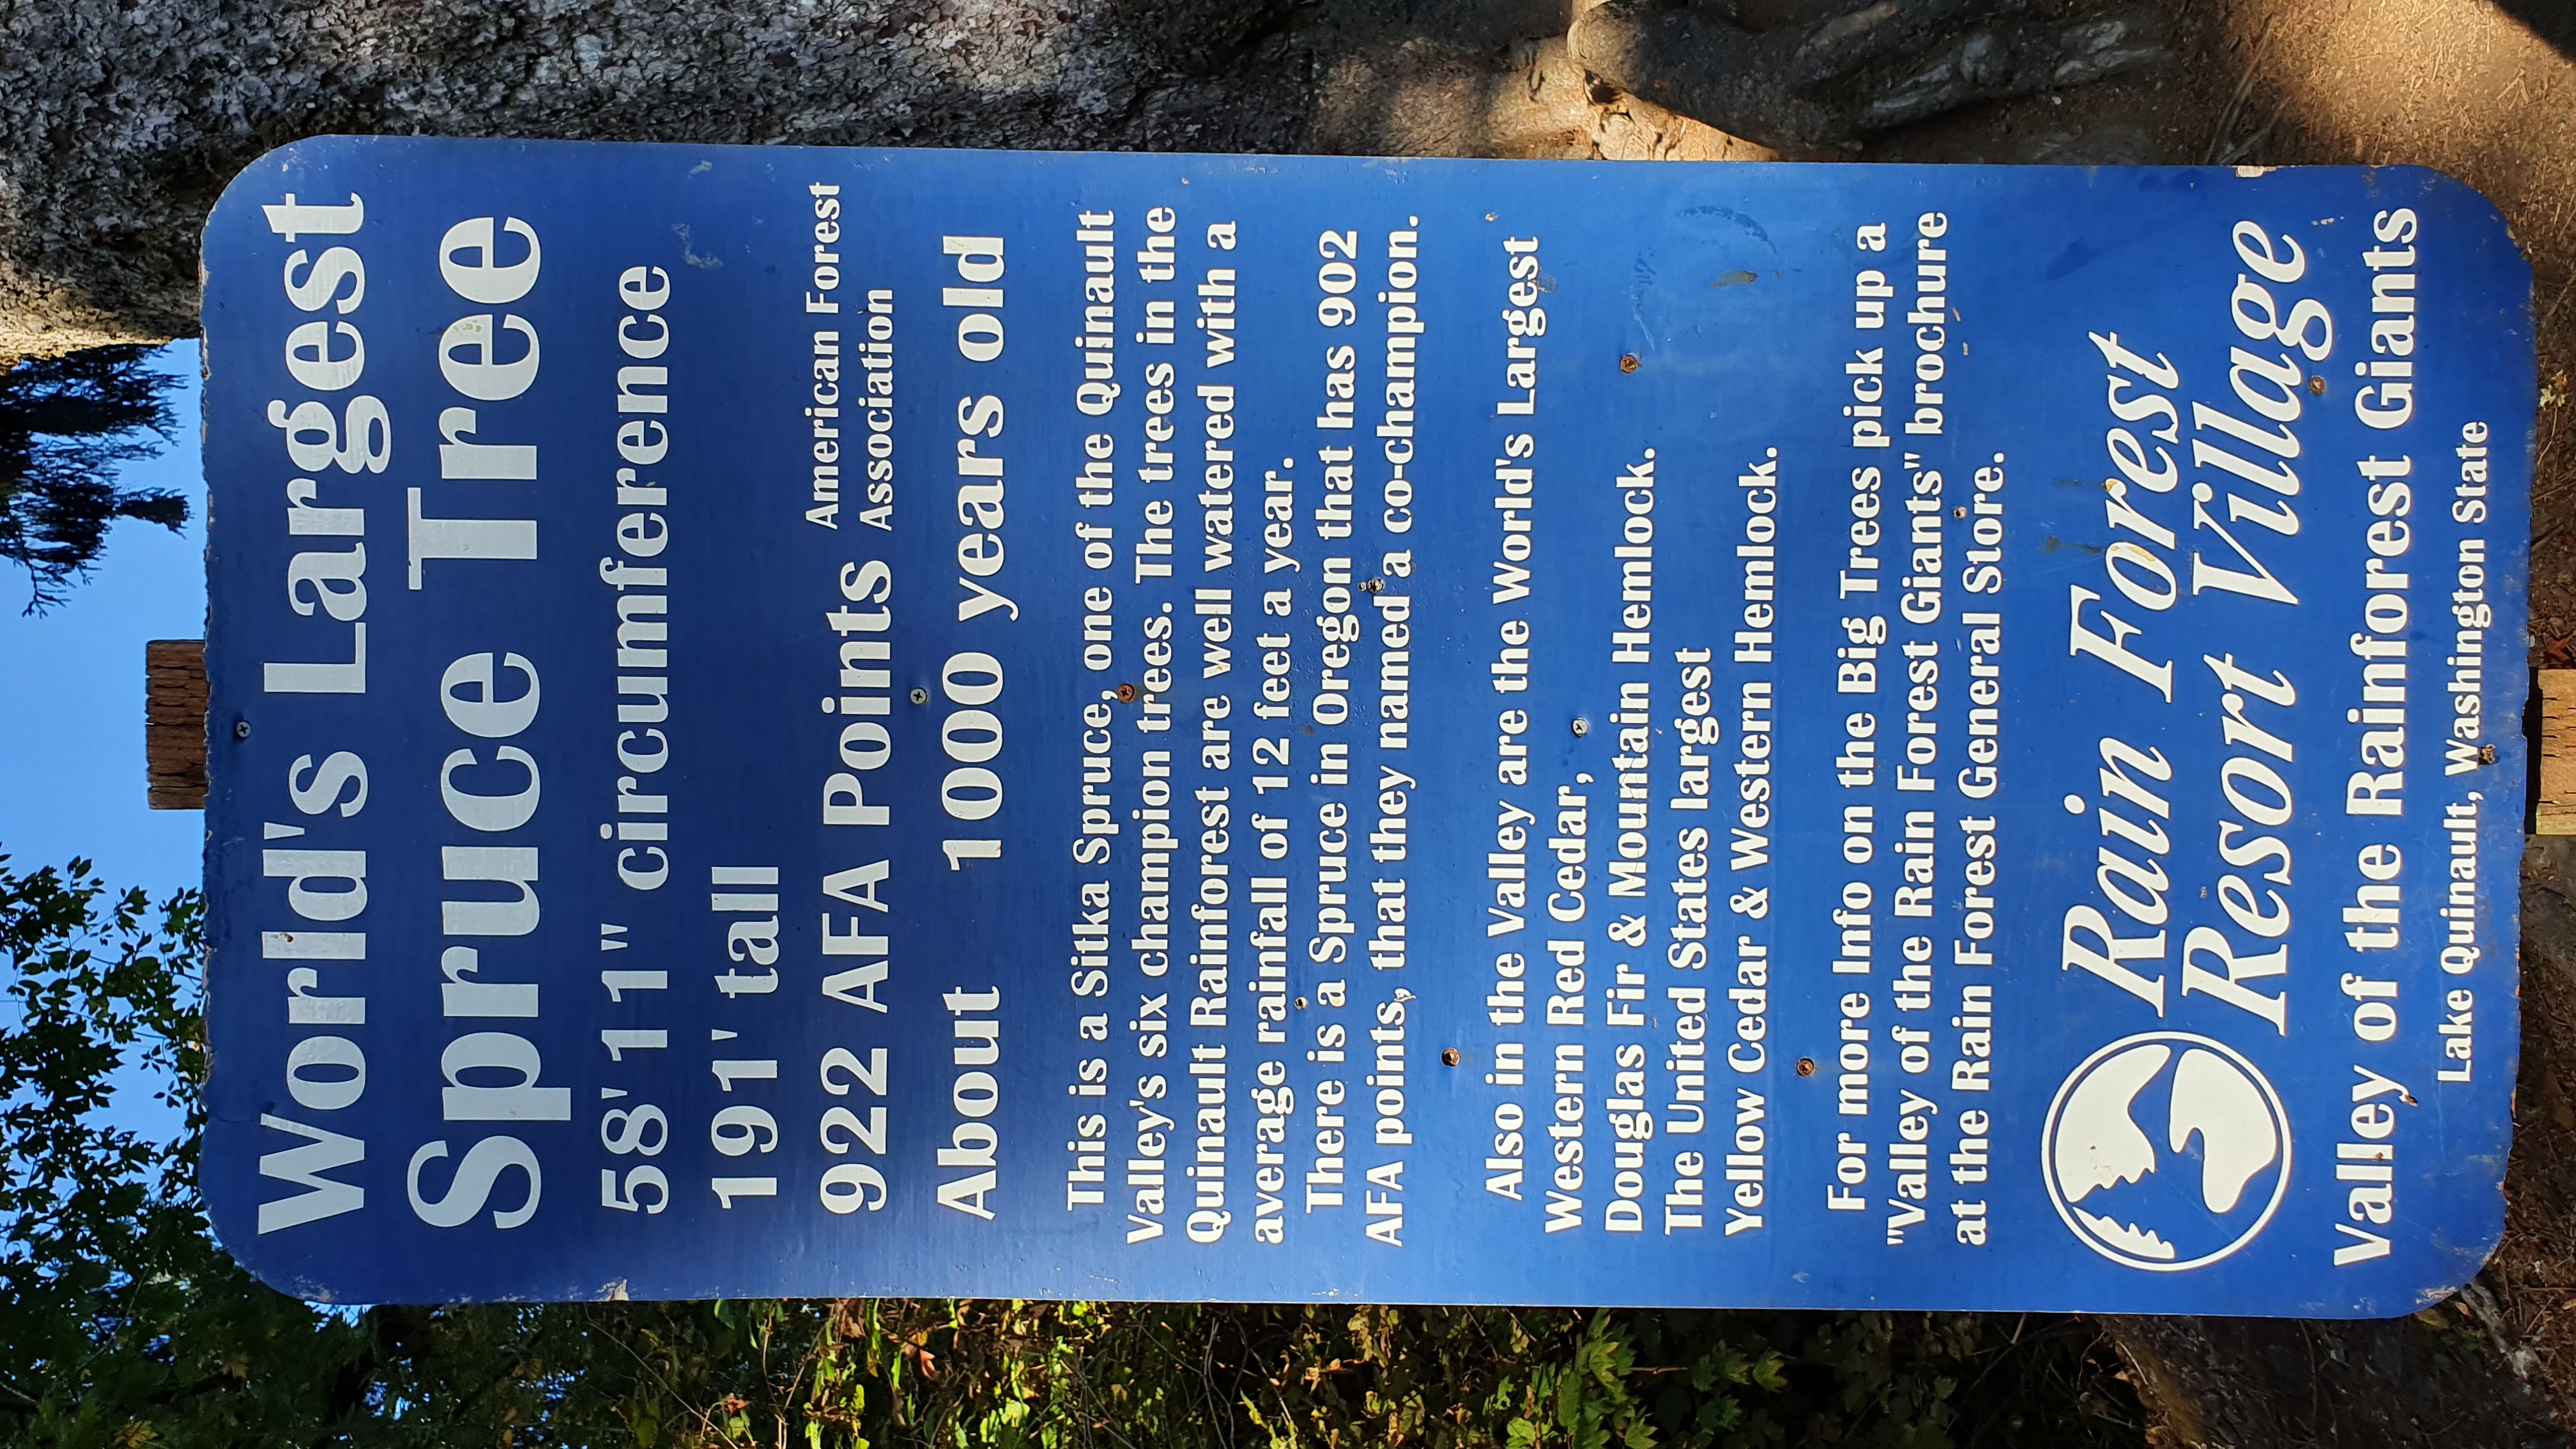 World's Largest
Spruce Tree
58' 11" circumference
191' tall
922 AFA Points American Forest
Association
About 1000 years old
This is a Sitka Spruce, one of the Quinault
Valley's six champion trees. The trees in the
Quinault Rainforest are well watered with a
average rainfall of 12 feet a year.
There is a Spruce in Oregon that has 902
AFA points, that they named a co-champion.
Also in the Valley are the World's Largest
Western Red Cedar,
Douglas Fir & Mountain Hemlock.
The United States largest
Yellow Cedar & Western Hemlock.
For more Info on the Big Trees pick up a
"Valley of the Rain Forest Giants" brochure
at the Rain Forest General Store.
Rain Forest
Resort Village
Valley of the Rainforest Giants
Lake Quinault, Washington State